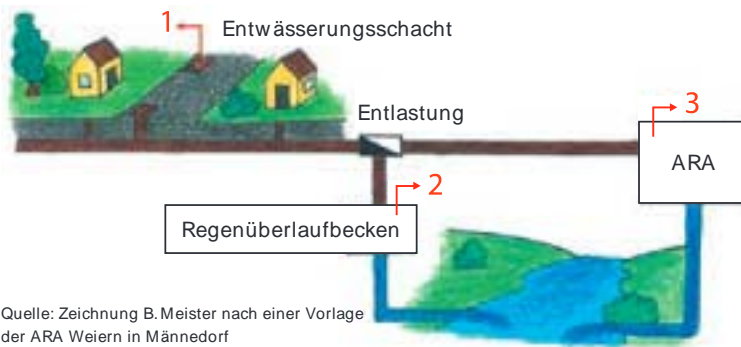 1 Entwässerungsschacht
Entlastung
3
ARA
2
Regenüberlaufbecken
Quelle: Zeichnung B. Meister nach einer Vorlage
der ARA Weiern in Männedorf